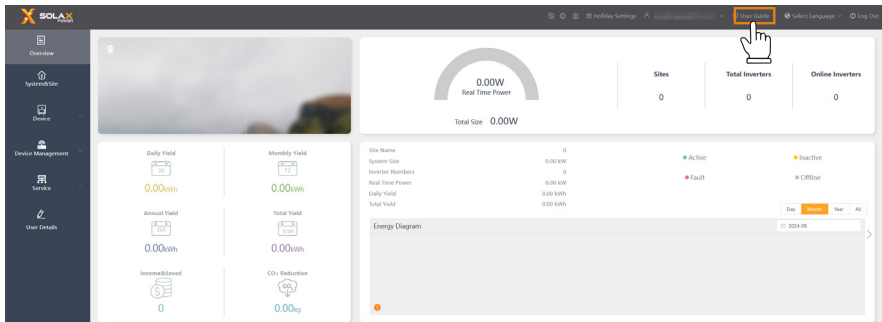 SOLAX
POWER
Holiday Settings
User Guide
Select Language
Log Out
Overview
System&Site
Device
Device Management
Service
User Details
0.00W
Real Time Power
Total Size 0.00W
Sites
Total Inverters
Online Inverters
0
0
0
Daily Yield
Monthly Yield
30
12
0.00kWh
0.00kWh
Annual Yield
Total Yield
365
total
0.00kWh
0.00kWh
Income&Saved
CO₂ Reduction
$
CO₂
0
0.00kg
Site Name 0
System Size 0.00 kW
Inverter Numbers 0
Real Time Power 0.00 kW
Daily Yield 0.00 kWh
Total Yield 0.00 kWh
Active
Inactive
Fault
Offline
Day Month Year All
Energy Diagram
2024-08